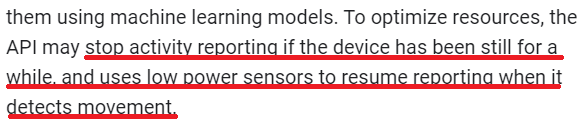 them using machine learning models. To optimize resources, the
API may stop activity reporting if the device has been still for a
while, and uses low power sensors to resume reporting when it
detects movement.